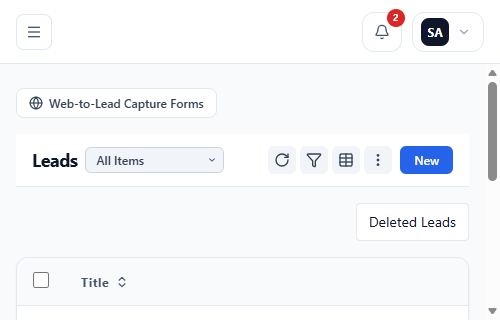 2
SA
Web-to-Lead Capture Forms
Leads
All Items
New
Deleted Leads
Title